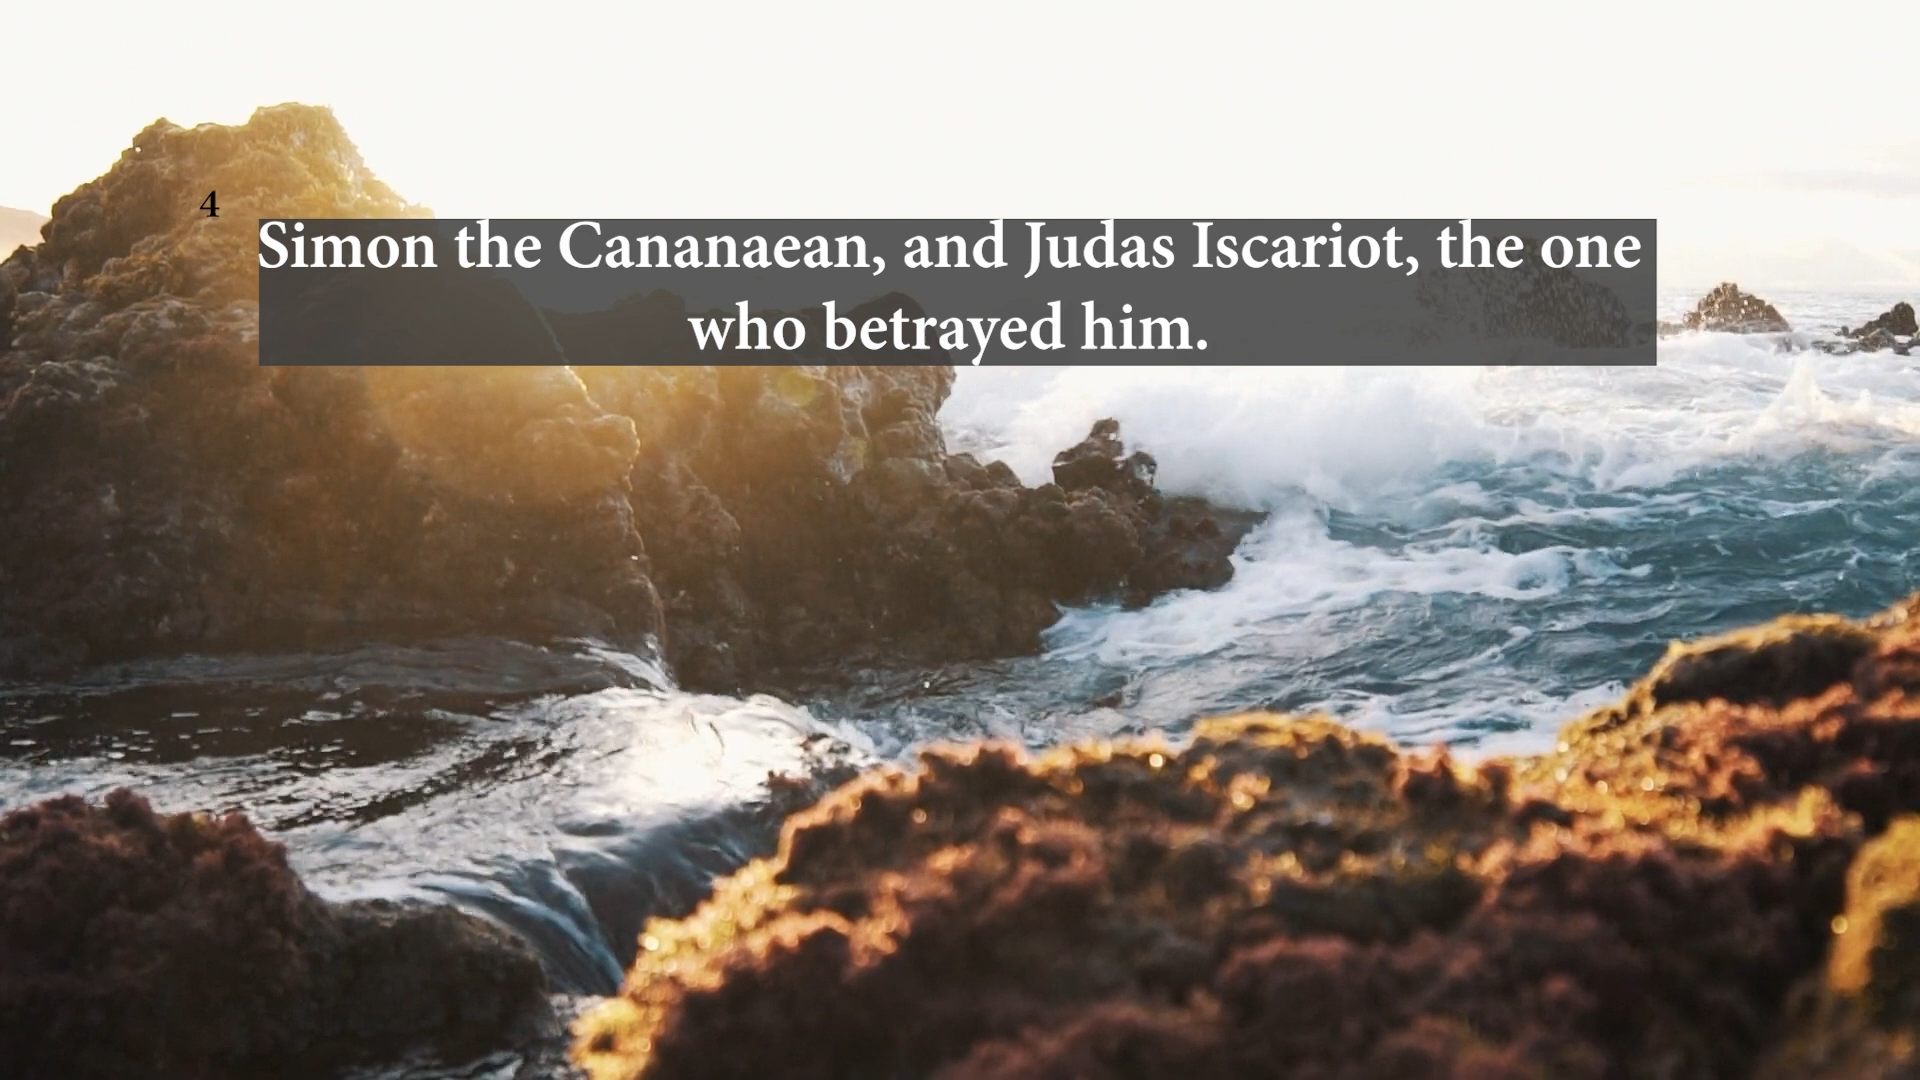 4
Simon the Cananaean, and Judas Iscariot, the one
who betrayed him.